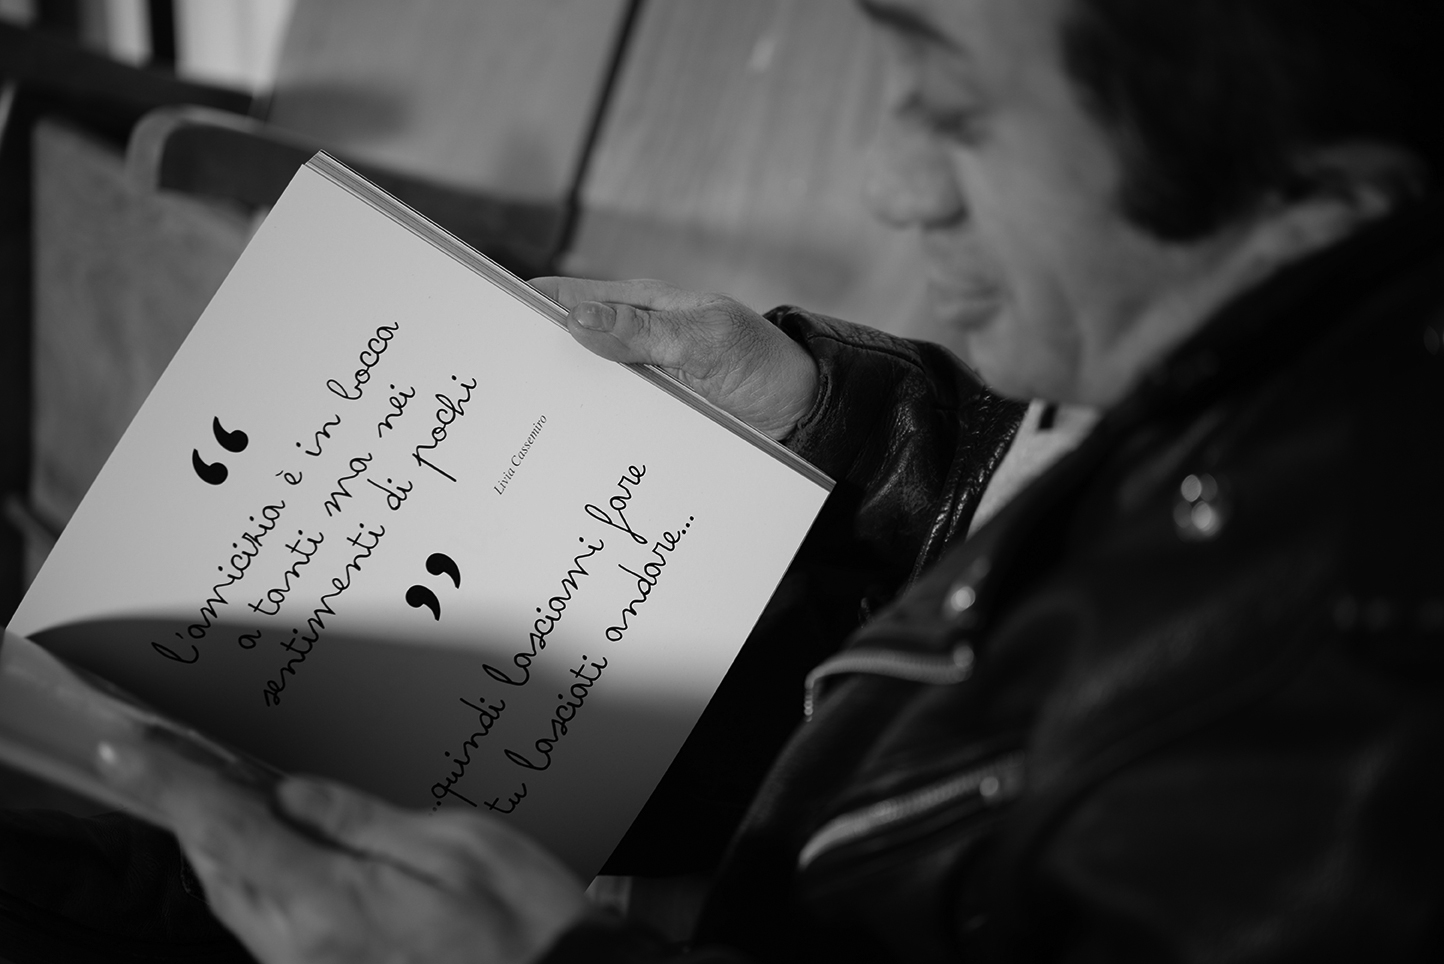 “
l'amicizia è in bocca
a tanti ma nei
sentimenti di pochi
”
Livia Cassemiro
...quindi lasciami fare
tu lasciati andare...